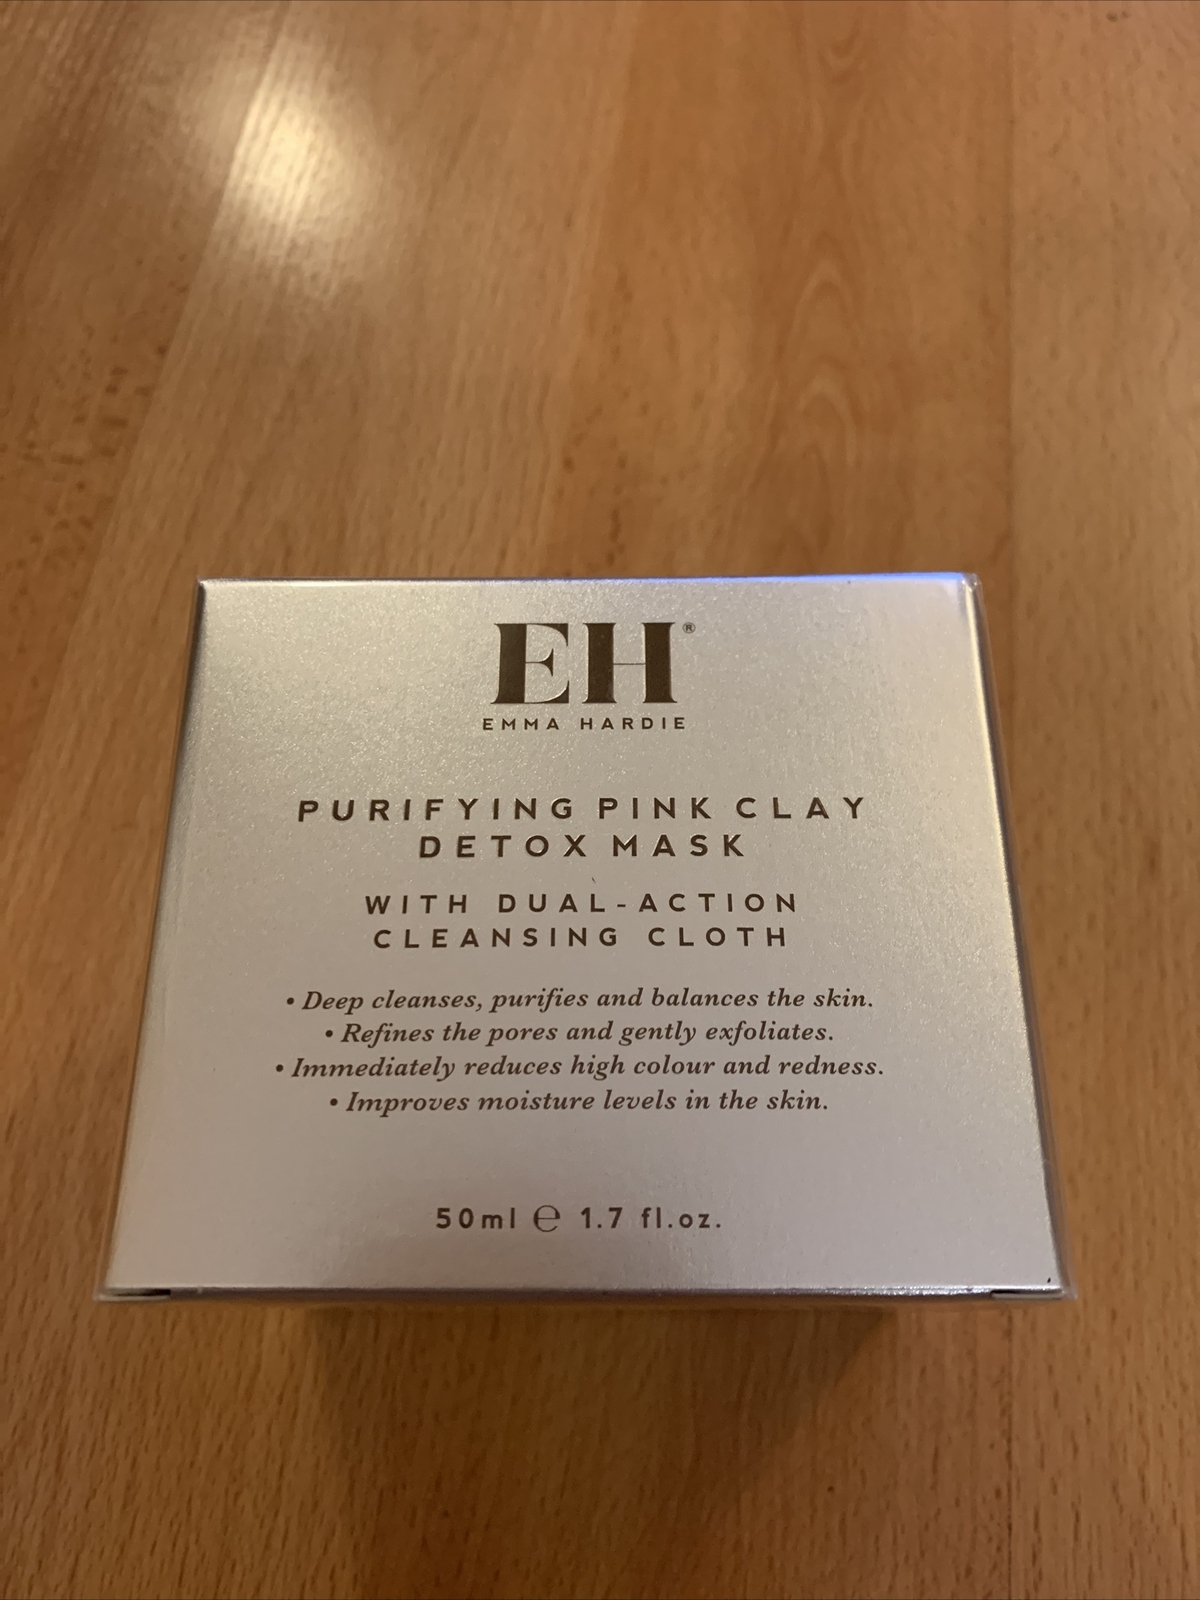 EH®
EMMA HARDIE
PURIFYING PINK CLAY
DETOX MASK
WITH DUAL-ACTION
CLEANSING CLOTH
• Deep cleanses, purifies and balances the skin.
• Refines the pores and gently exfoliates.
• Immediately reduces high colour and redness.
• Improves moisture levels in the skin.
50ml ℮ 1.7 fl.oz.